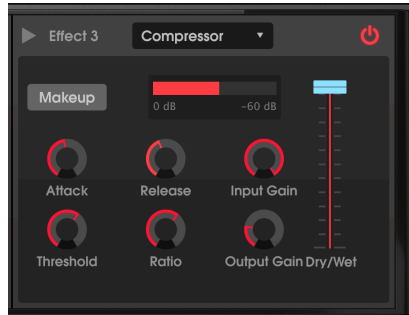 Effect 3 Compressor
Makeup
0 dB -60 dB
Attack Release Input Gain
Threshold Ratio Output Gain Dry/Wet